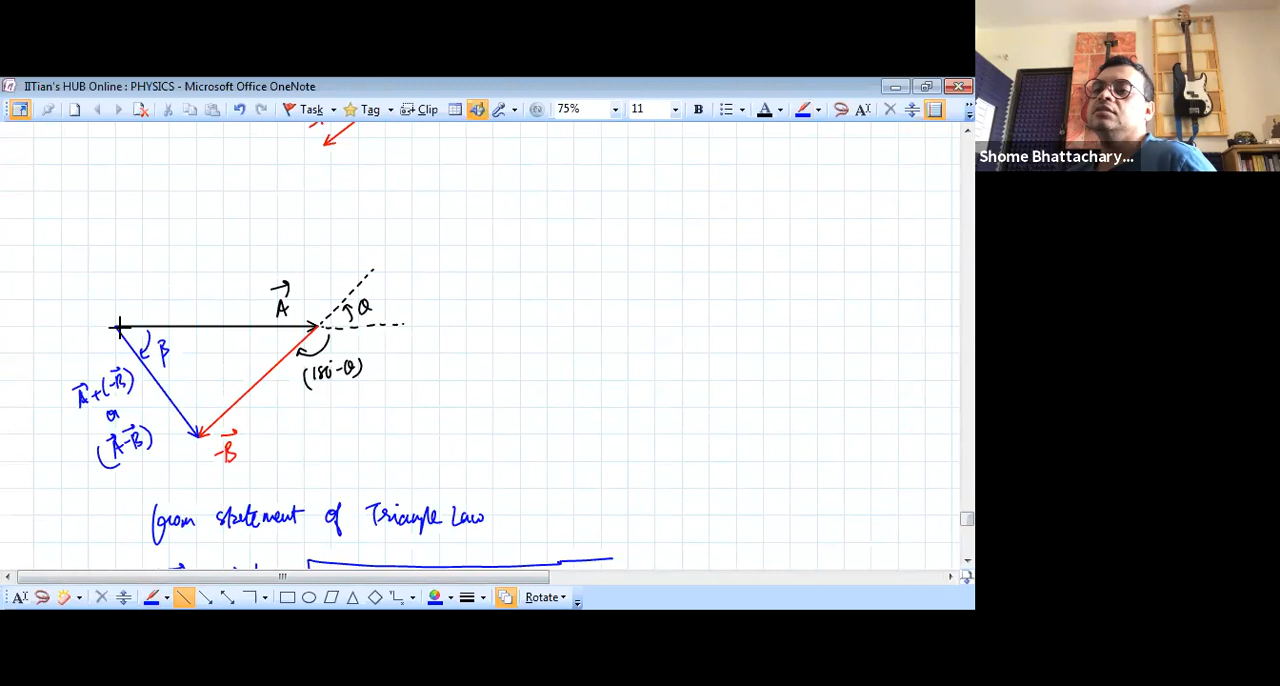 IITian's HUB Online : PHYSICS - Microsoft Office OneNote
Task Tag Clip 75% 11 B A
Shome Bhattachary...
A
θ
β
(180-θ)
A+(-B)
or
(A-B)
-B
from statement of Triangle Law
Rotate